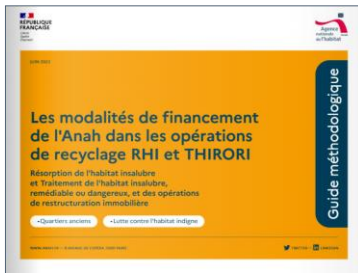 RÉPUBLIQUE
FRANÇAISE
Agence
nationale
de l'habitat
Guide méthodologique
Les modalités de financement
de l'Anah dans les opérations
de recyclage RHI et THIRORI
Résorption de l'habitat insalubre
et Traitement de l'habitat insalubre,
remédiable ou dangereux, et des opérations
de restructuration immobilière
•Quartiers anciens
•Lutte contre l'habitat indigne